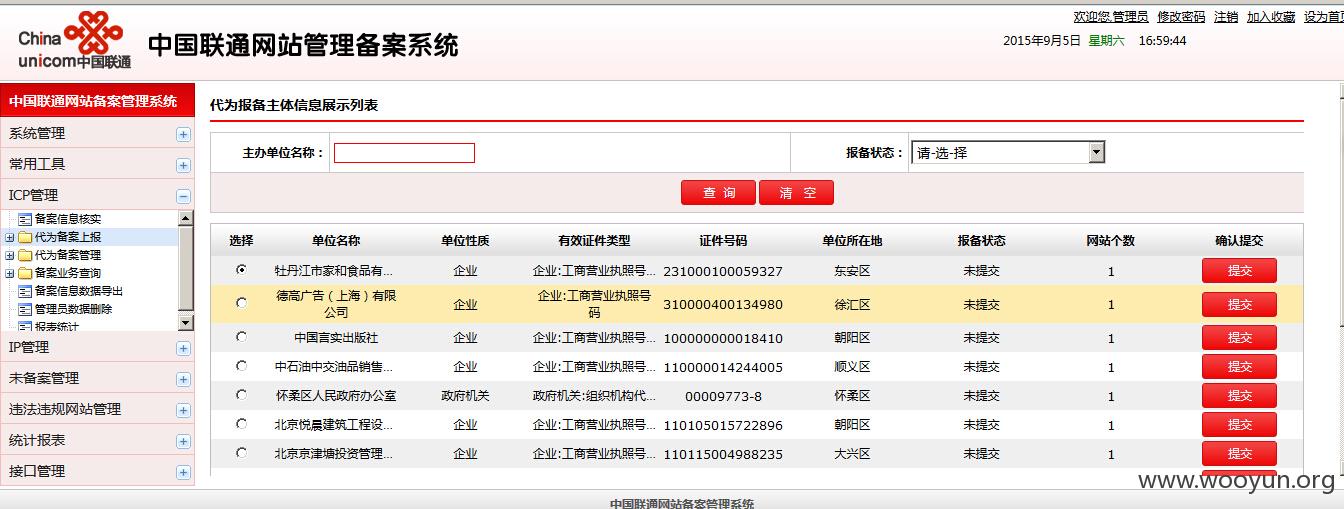 欢迎您,管理员 修改密码 注销 加入收藏 设为首页
China unicom中国联通
中国联通网站管理备案系统
2015年9月5日 星期六 16:59:44
中国联通网站备案管理系统
系统管理
常用工具
ICP管理
备案信息核实
代为备案上报
代为备案管理
备案业务查询
备案信息数据导出
管理员数据删除
报表统计
IP管理
未备案管理
违法违规网站管理
统计报表
接口管理
代为报备主体信息展示列表
主办单位名称： 报备状态： 请-选-择
查 询 清 空
选择 单位名称 单位性质 有效证件类型 证件号码 单位所在地 报备状态 网站个数 确认提交
牡丹江市家和食品有... 企业 企业:工商营业执照号... 231000100059327 东安区 未提交 1 提交
德高广告（上海）有限公司 企业 企业:工商营业执照号码 310000400134980 徐汇区 未提交 1 提交
中国言实出版社 企业 企业:工商营业执照号... 100000000018410 朝阳区 未提交 1 提交
中石油中交油品销售... 企业 企业:工商营业执照号... 110000014244005 顺义区 未提交 1 提交
怀柔区人民政府办公室 政府机关 政府机关:组织机构代... 00009773-8 怀柔区 未提交 1 提交
北京悦晨建筑工程设... 企业 企业:工商营业执照号... 110105015722896 朝阳区 未提交 1 提交
北京京津塘投资管理... 企业 企业:工商营业执照号... 110115004988235 大兴区 未提交 1 提交
www.wooyun.org
中国联通网站备案管理系统